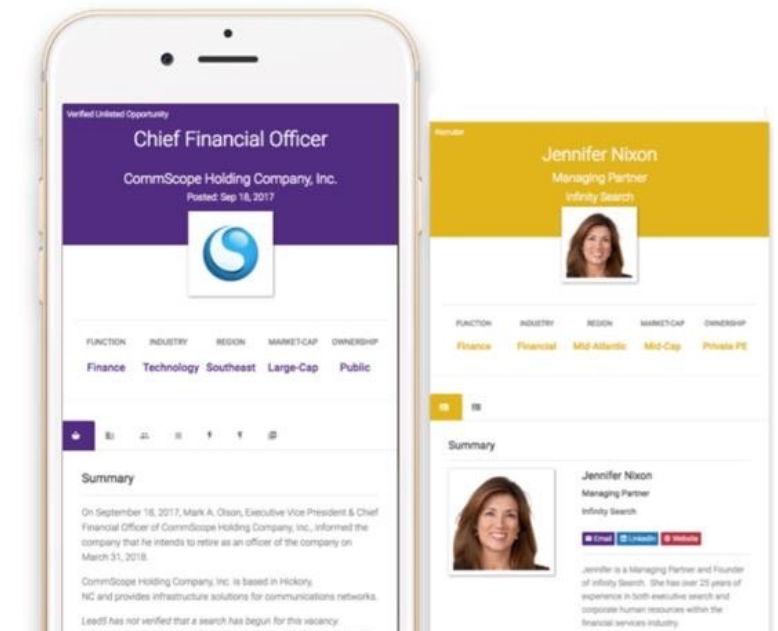 Verified Unlisted Opportunity
Chief Financial Officer
CommScope Holding Company, Inc.
Posted: Sep 18, 2017
FUNCTION INDUSTRY REGION MARKET-CAP OWNERSHIP
Finance Technology Southeast Large-Cap Public
Summary
On September 18, 2017, Mark A. Olson, Executive Vice President & Chief
Financial Officer of CommScope Holding Company, Inc., informed the
company that he intends to retire as an officer of the company on
March 31, 2018.
CommScope Holding Company, Inc. is based in Hickory,
NC and provides infrastructure solutions for communications networks.
Lead5 has not verified that a search has begun for this vacancy.
Recruiter
Jennifer Nixon
Managing Partner
Infinity Search
FUNCTION INDUSTRY REGION MARKET-CAP OWNERSHIP
Finance Financial Mid-Atlantic Mid-Cap Private PE
Summary
Jennifer Nixon
Managing Partner
Infinity Search
Email LinkedIn Website
Jennifer is a Managing Partner and Founder
of Infinity Search. She has over 25 years of
experience in both executive search and
corporate human resources within the
financial services industry.